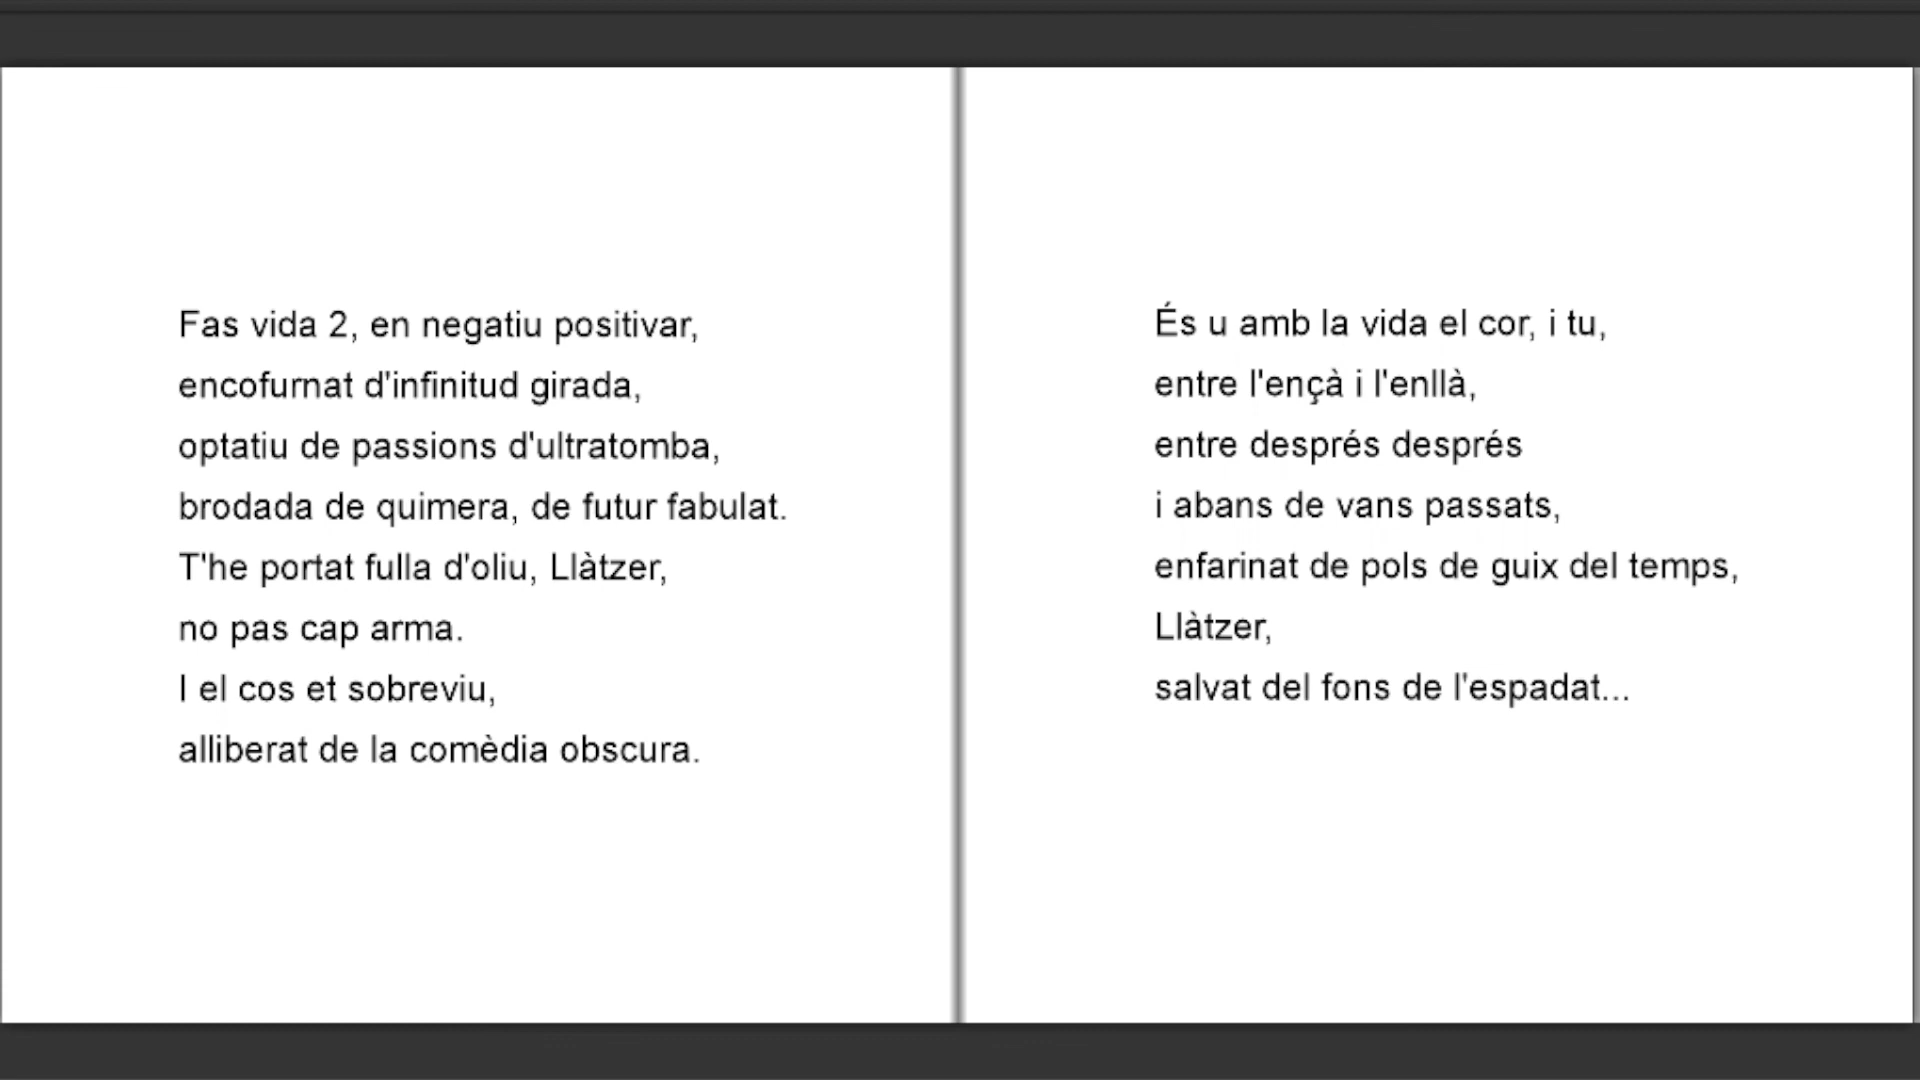 Fas vida 2, en negatiu positivar,
encofurnat d'infinitud girada,
optatiu de passions d'ultratomba,
brodada de quimera, de futur fabulat.
T'he portat fulla d'oliu, Llàtzer,
no pas cap arma.
I el cos et sobreviu,
alliberat de la comèdia obscura.
És u amb la vida el cor, i tu,
entre l'ençà i l'enllà,
entre després després
i abans de vans passats,
enfarinat de pols de guix del temps,
Llàtzer,
salvat del fons de l'espadat...